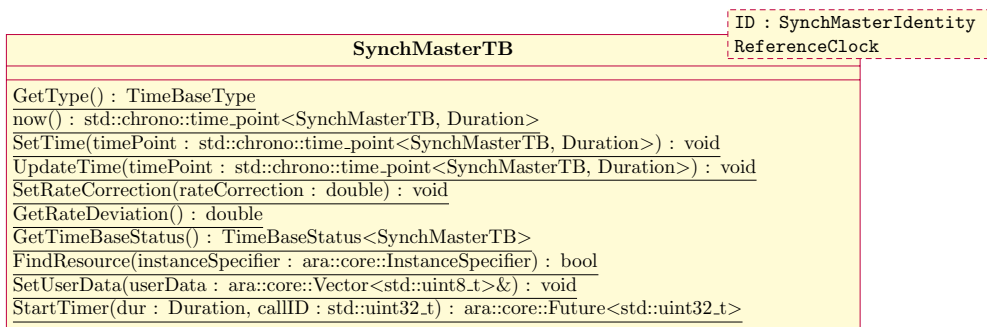 ID : SynchMasterIdentity
ReferenceClock
SynchMasterTB
GetType() : TimeBaseType
now() : std::chrono::time_point<SynchMasterTB, Duration>
SetTime(timePoint : std::chrono::time_point<SynchMasterTB, Duration>) : void
UpdateTime(timePoint : std::chrono::time_point<SynchMasterTB, Duration>) : void
SetRateCorrection(rateCorrection : double) : void
GetRateDeviation() : double
GetTimeBaseStatus() : TimeBaseStatus<SynchMasterTB>
FindResource(instanceSpecifier : ara::core::InstanceSpecifier) : bool
SetUserData(userData : ara::core::Vector<std::uint8_t>&) : void
StartTimer(dur : Duration, callID : std::uint32_t) : ara::core::Future<std::uint32_t>